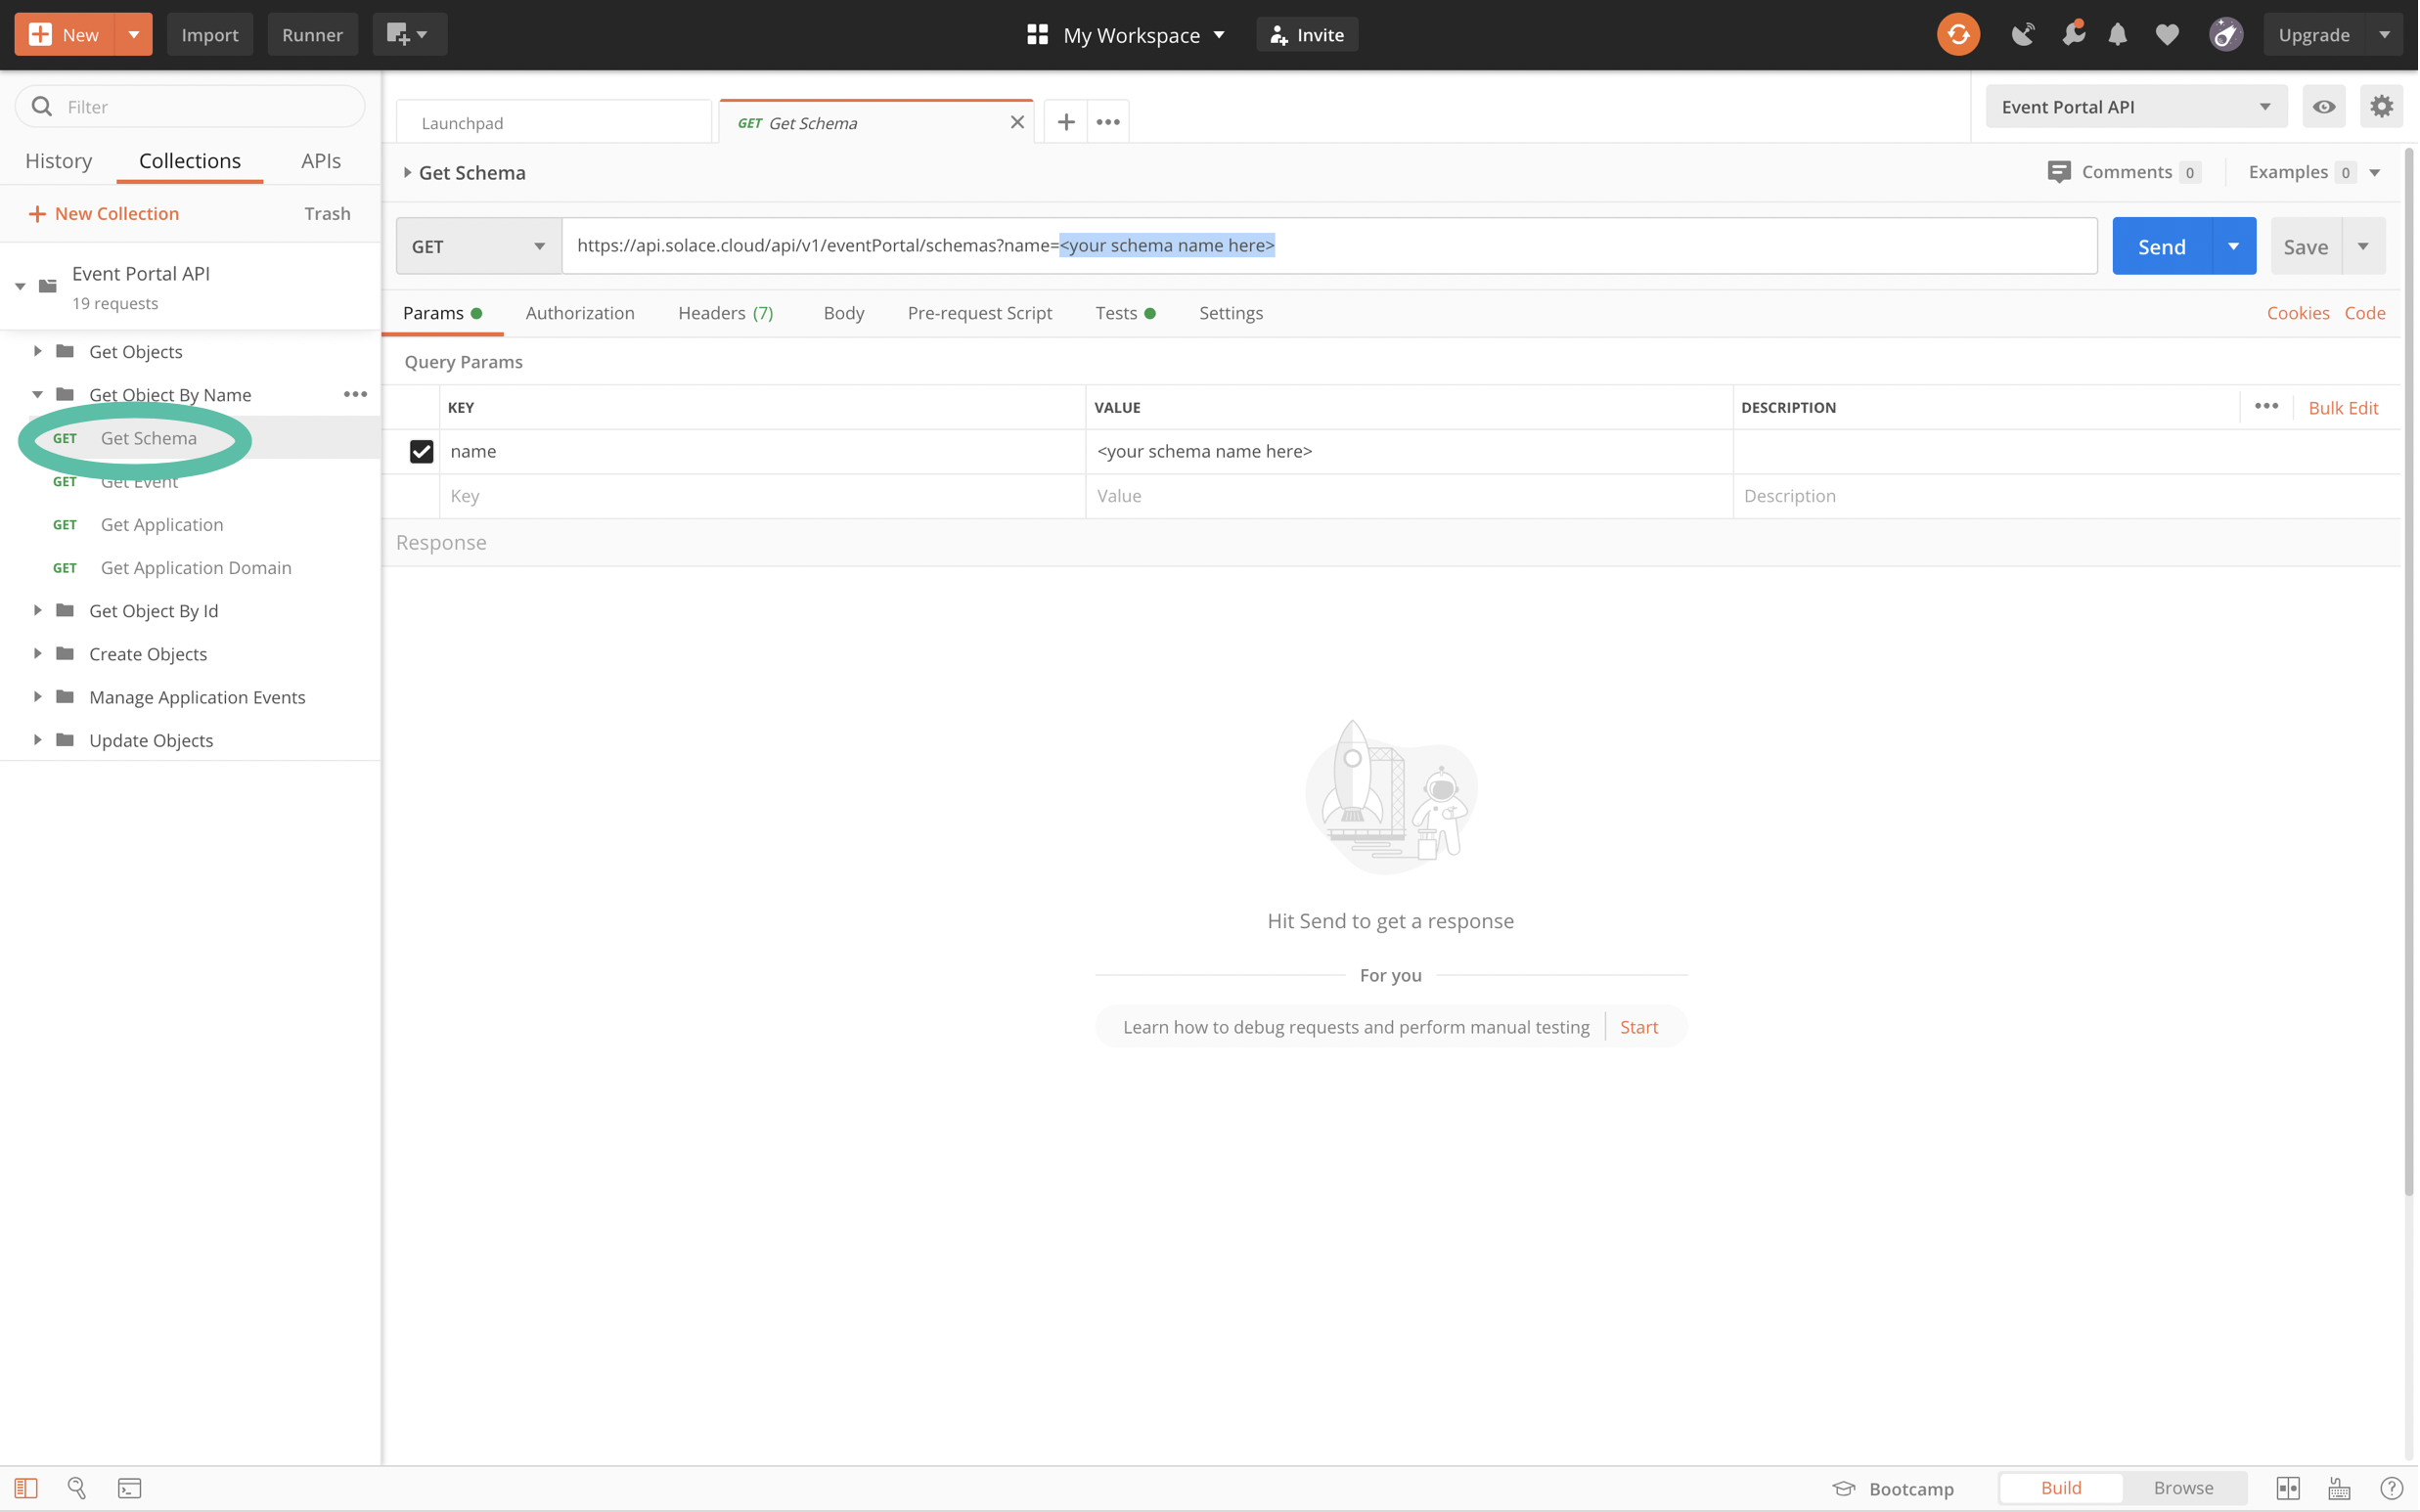 New
Import
Runner
My Workspace
Invite
Upgrade
Filter
History
Collections
APIs
New Collection
Trash
Event Portal API
19 requests
Get Objects
Get Object By Name
GET Get Schema
GET Get Event
GET Get Application
GET Get Application Domain
Get Object By Id
Create Objects
Manage Application Events
Update Objects
Launchpad
GET Get Schema
Event Portal API
Get Schema
Comments 0
Examples 0
GET
https://api.solace.cloud/api/v1/eventPortal/schemas?name=<your schema name here>
Send
Save
Params
Authorization
Headers (7)
Body
Pre-request Script
Tests
Settings
Cookies
Code
Query Params
KEY
VALUE
DESCRIPTION
Bulk Edit
name
<your schema name here>
Key
Value
Description
Response
Hit Send to get a response
For you
Learn how to debug requests and perform manual testing
Start
Bootcamp
Build
Browse